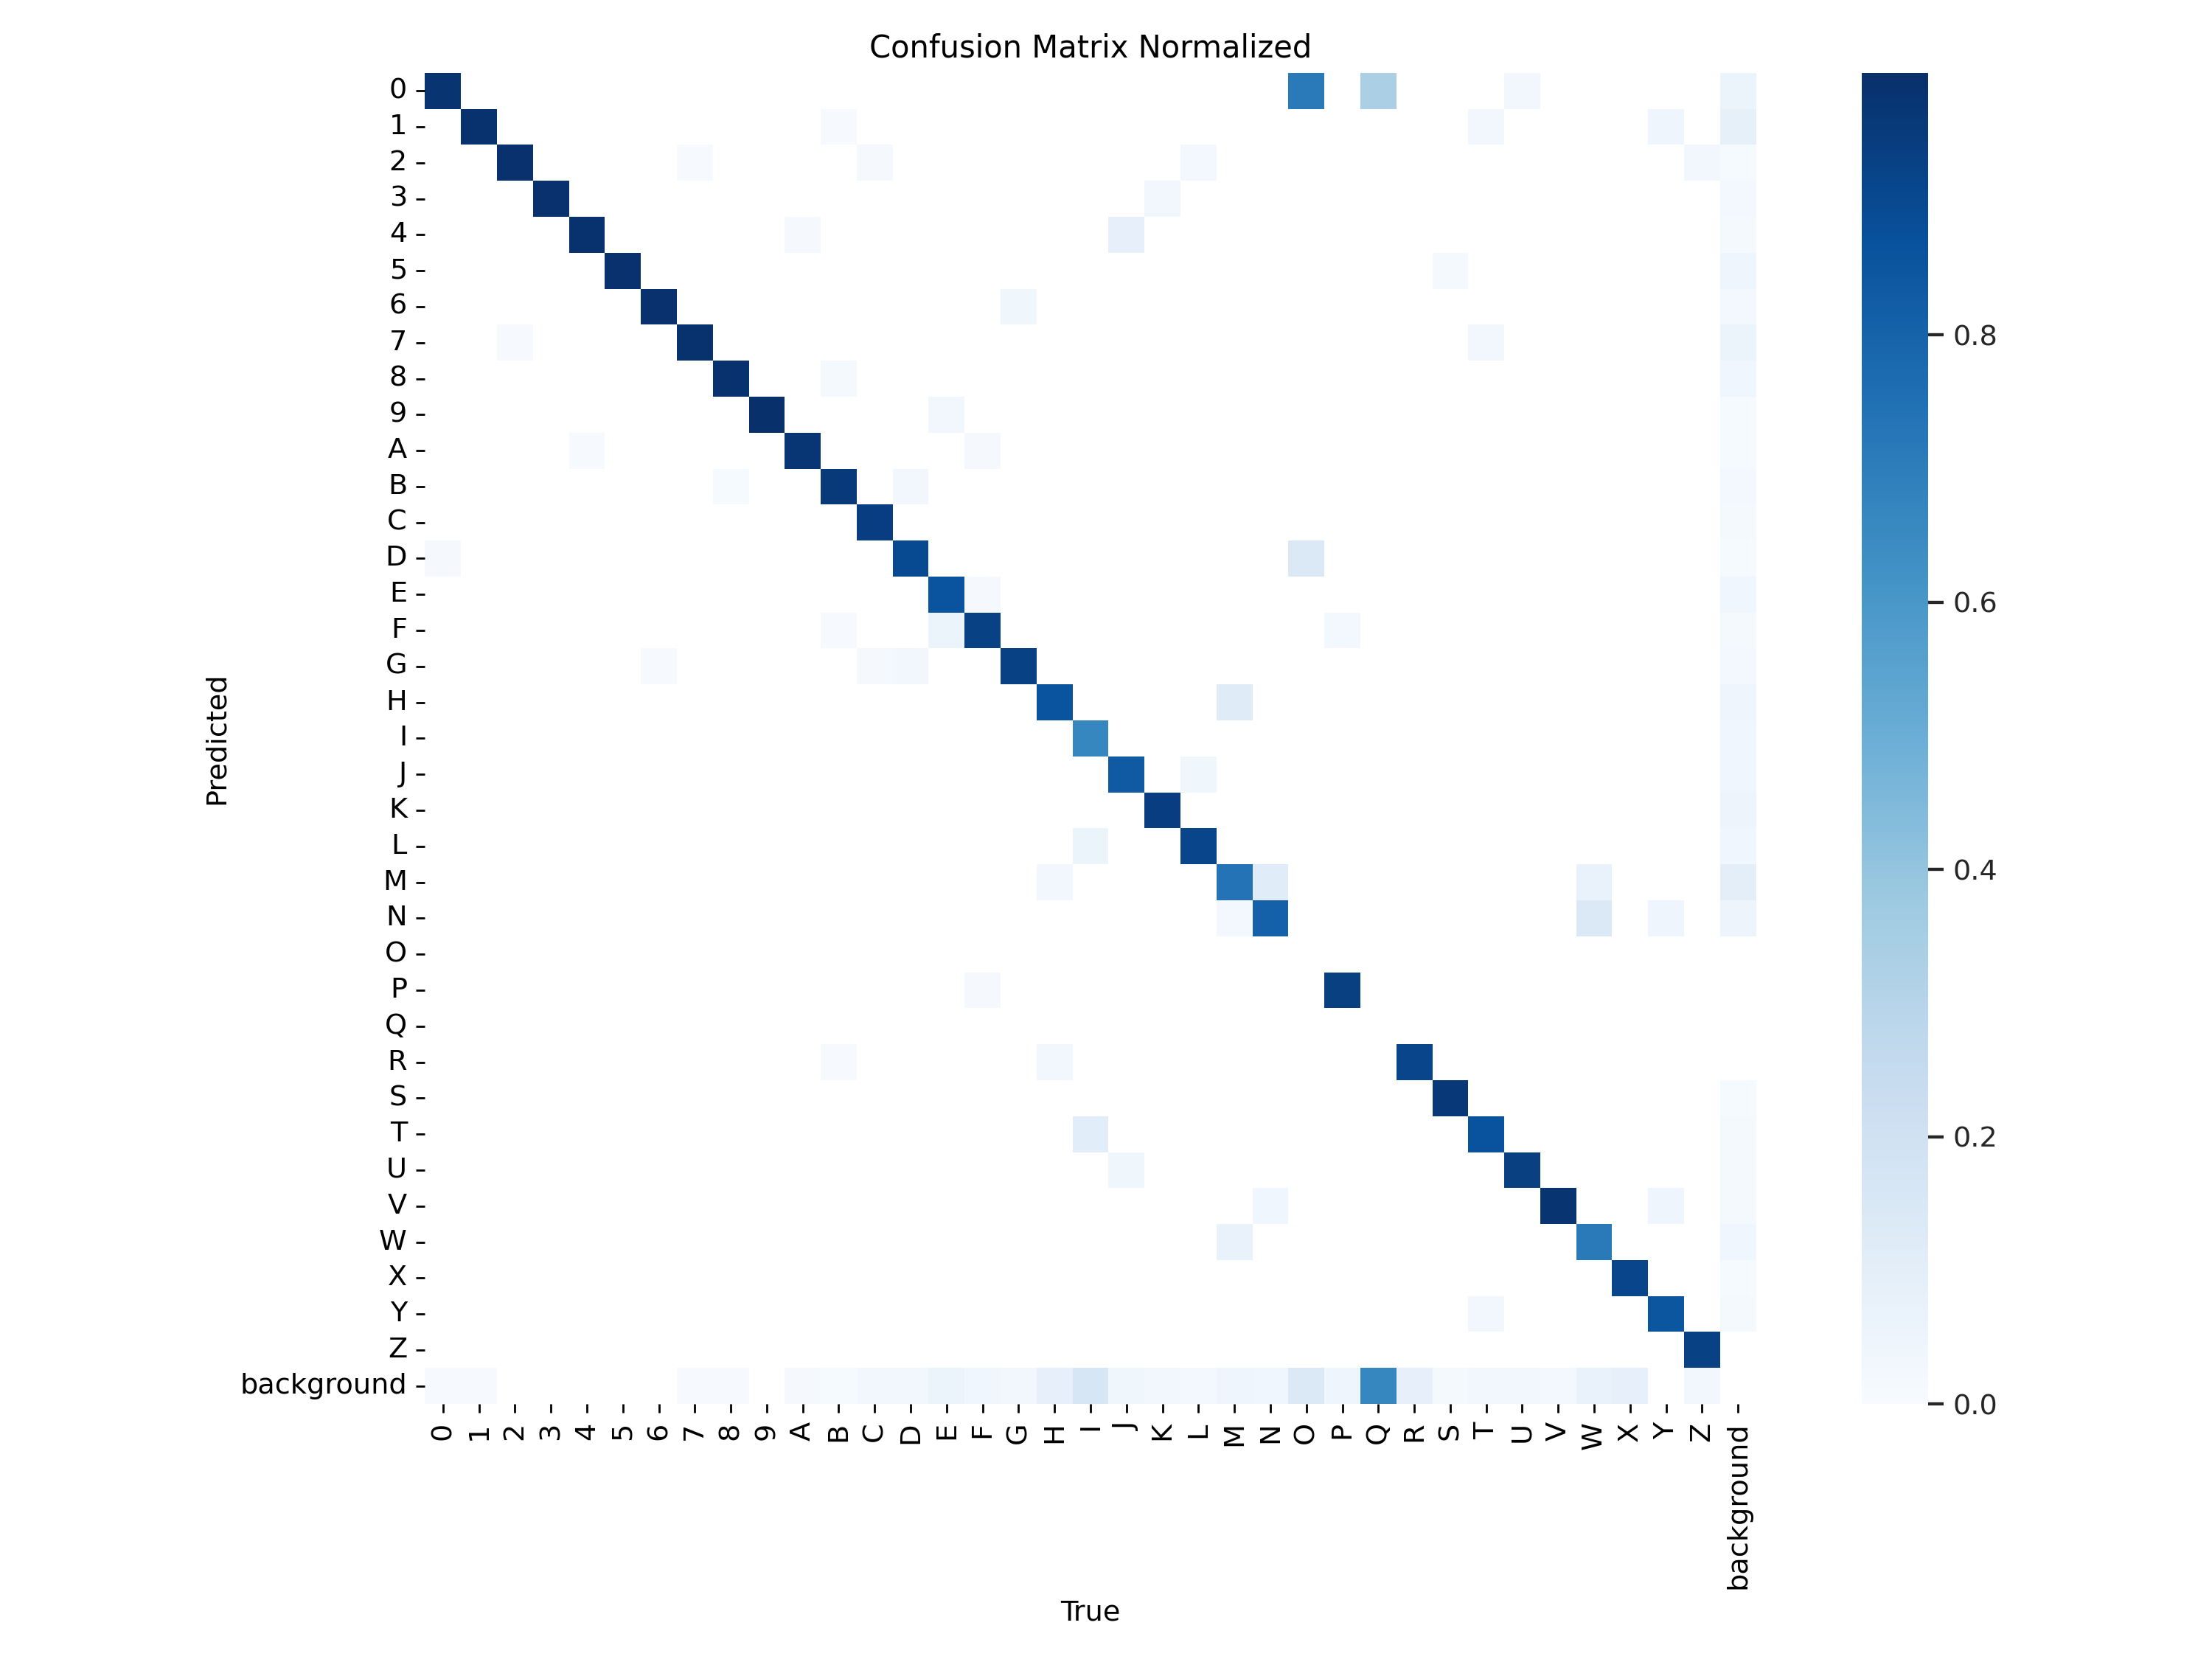 Confusion Matrix Normalized
Predicted
0
1
2
3
4
5
6
7
8
9
A
B
C
D
E
F
G
H
I
J
K
L
M
N
O
P
Q
R
S
T
U
V
W
X
Y
Z
background
0 1 2 3 4 5 6 7 8 9 A B C D E F G H I J K L M N O P Q R S T U V W X Y Z background
True
0.8
0.6
0.4
0.2
0.0